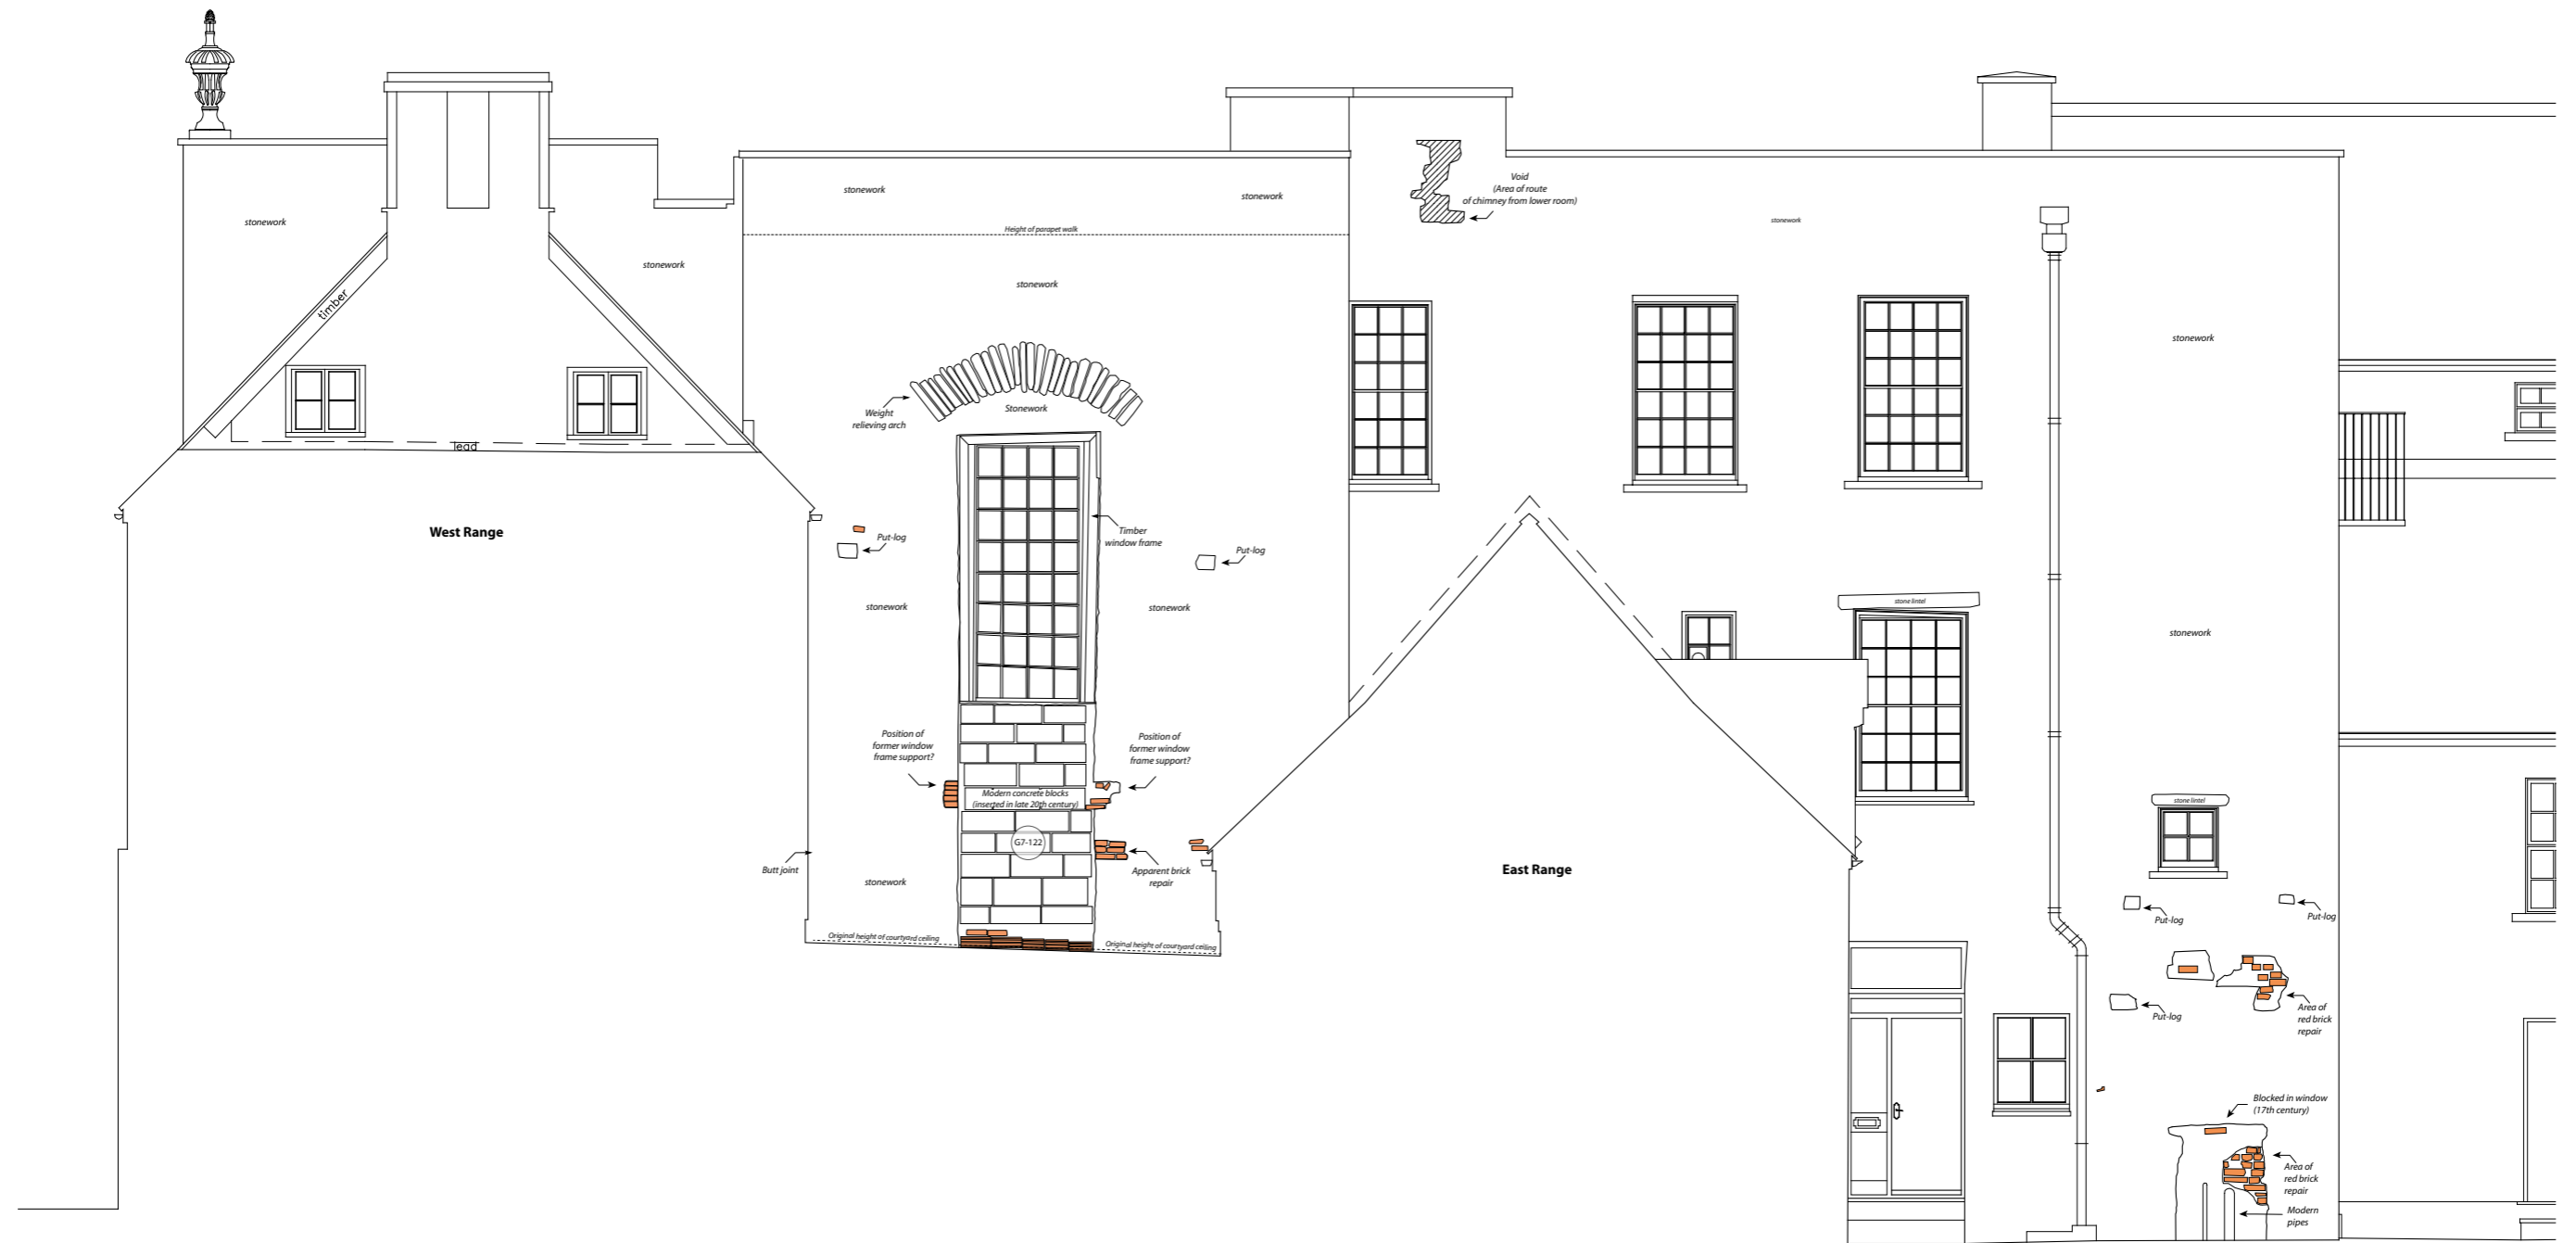 stonework
stonework
timber
lead
West Range
stonework
stonework
Height of parapet walk
stonework
Weight
relieving arch
Stonework
Put-log
Timber
window frame
Put-log
stonework
stonework
Position of
former window
frame support?
Position of
former window
frame support?
Modern concrete blocks
(inserted in late 20th century)
G7-122
Butt joint
Apparent brick
repair
stonework
Original height of courtyard ceiling
Original height of courtyard ceiling
Void
(Area of route
of chimney from lower room)
stonework
stonework
stone lintel
stonework
East Range
stone lintel
Put-log
Put-log
Put-log
Area of
red brick
repair
Blocked in window
(17th century)
Area of
red brick
repair
Modern
pipes